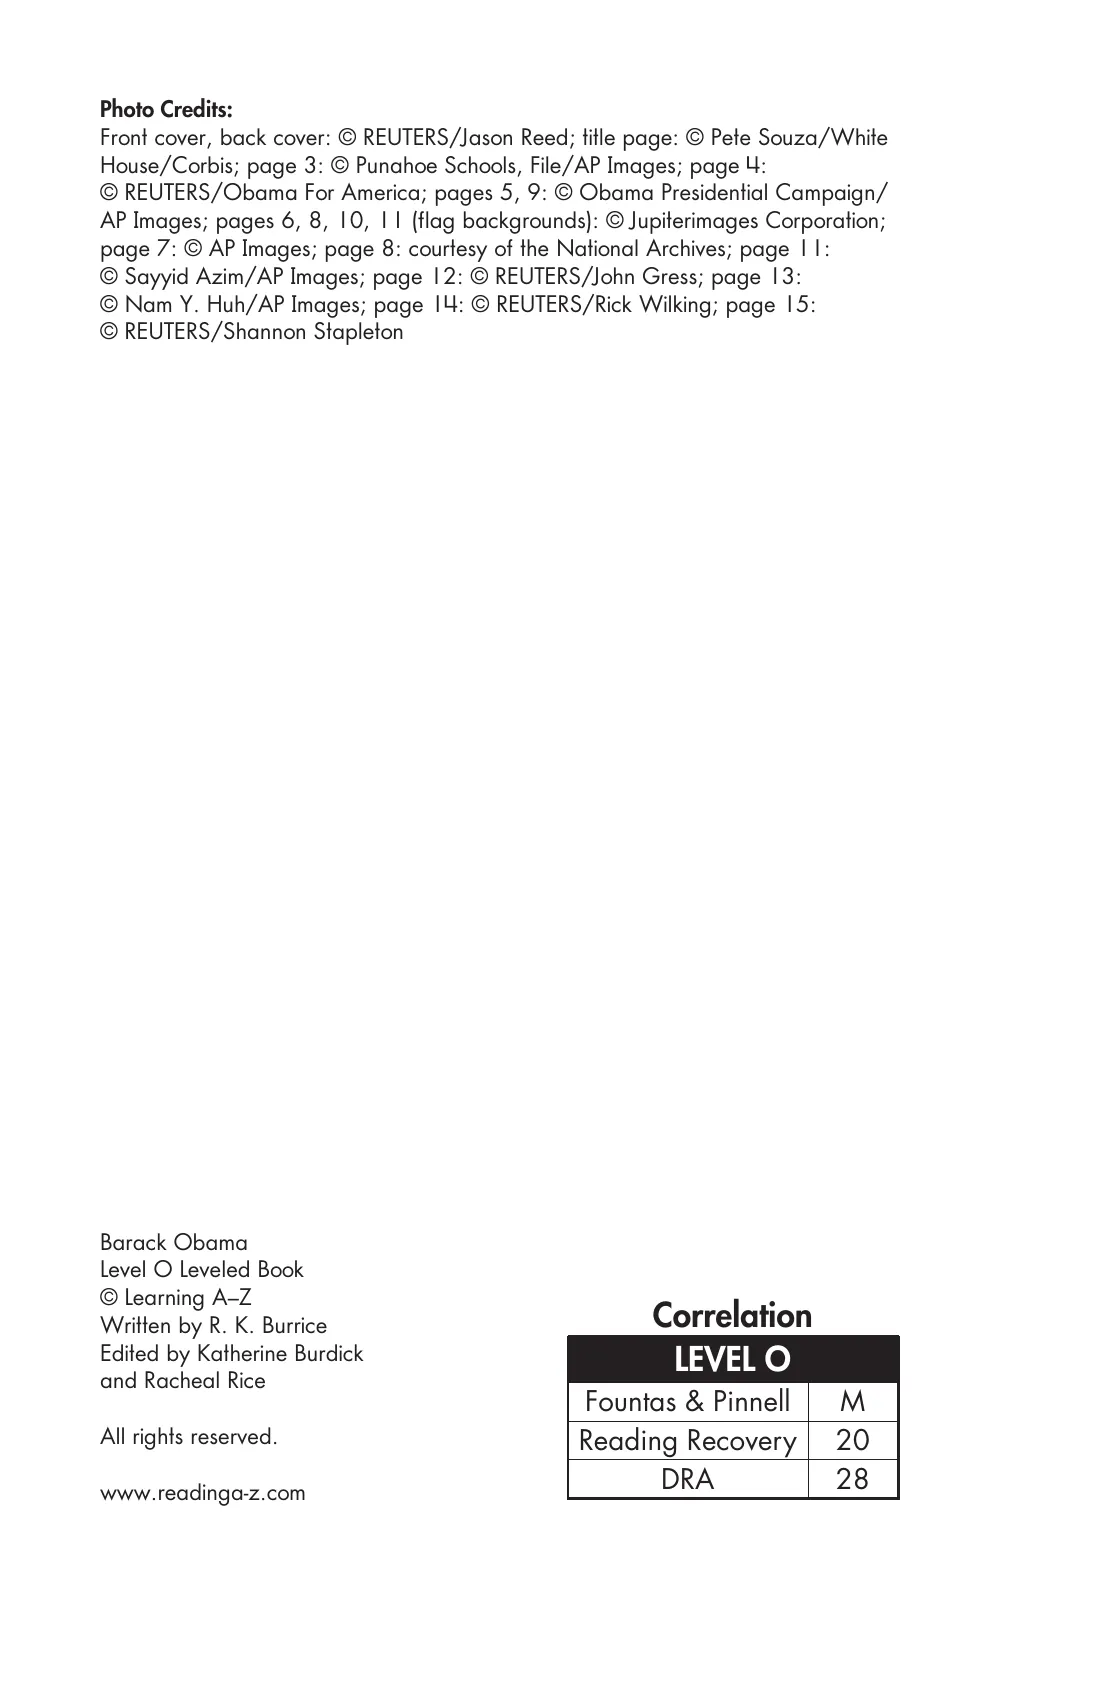 Photo Credits:
Front cover, back cover: © REUTERS/Jason Reed; title page: © Pete Souza/White
House/Corbis; page 3: © Punahoe Schools, File/AP Images; page 4:
© REUTERS/Obama For America; pages 5, 9: © Obama Presidential Campaign/
AP Images; pages 6, 8, 10, 11 (flag backgrounds): © Jupiterimages Corporation;
page 7: © AP Images; page 8: courtesy of the National Archives; page 11:
© Sayyid Azim/AP Images; page 12: © REUTERS/John Gress; page 13:
© Nam Y. Huh/AP Images; page 14: © REUTERS/Rick Wilking; page 15:
© REUTERS/Shannon Stapleton
Barack Obama
Level O Leveled Book
© Learning A–Z
Written by R. K. Burrice
Edited by Katherine Burdick
and Racheal Rice
All rights reserved.
www.readinga-z.com
Correlation
LEVEL O
Fountas & Pinnell M
Reading Recovery 20
DRA 28